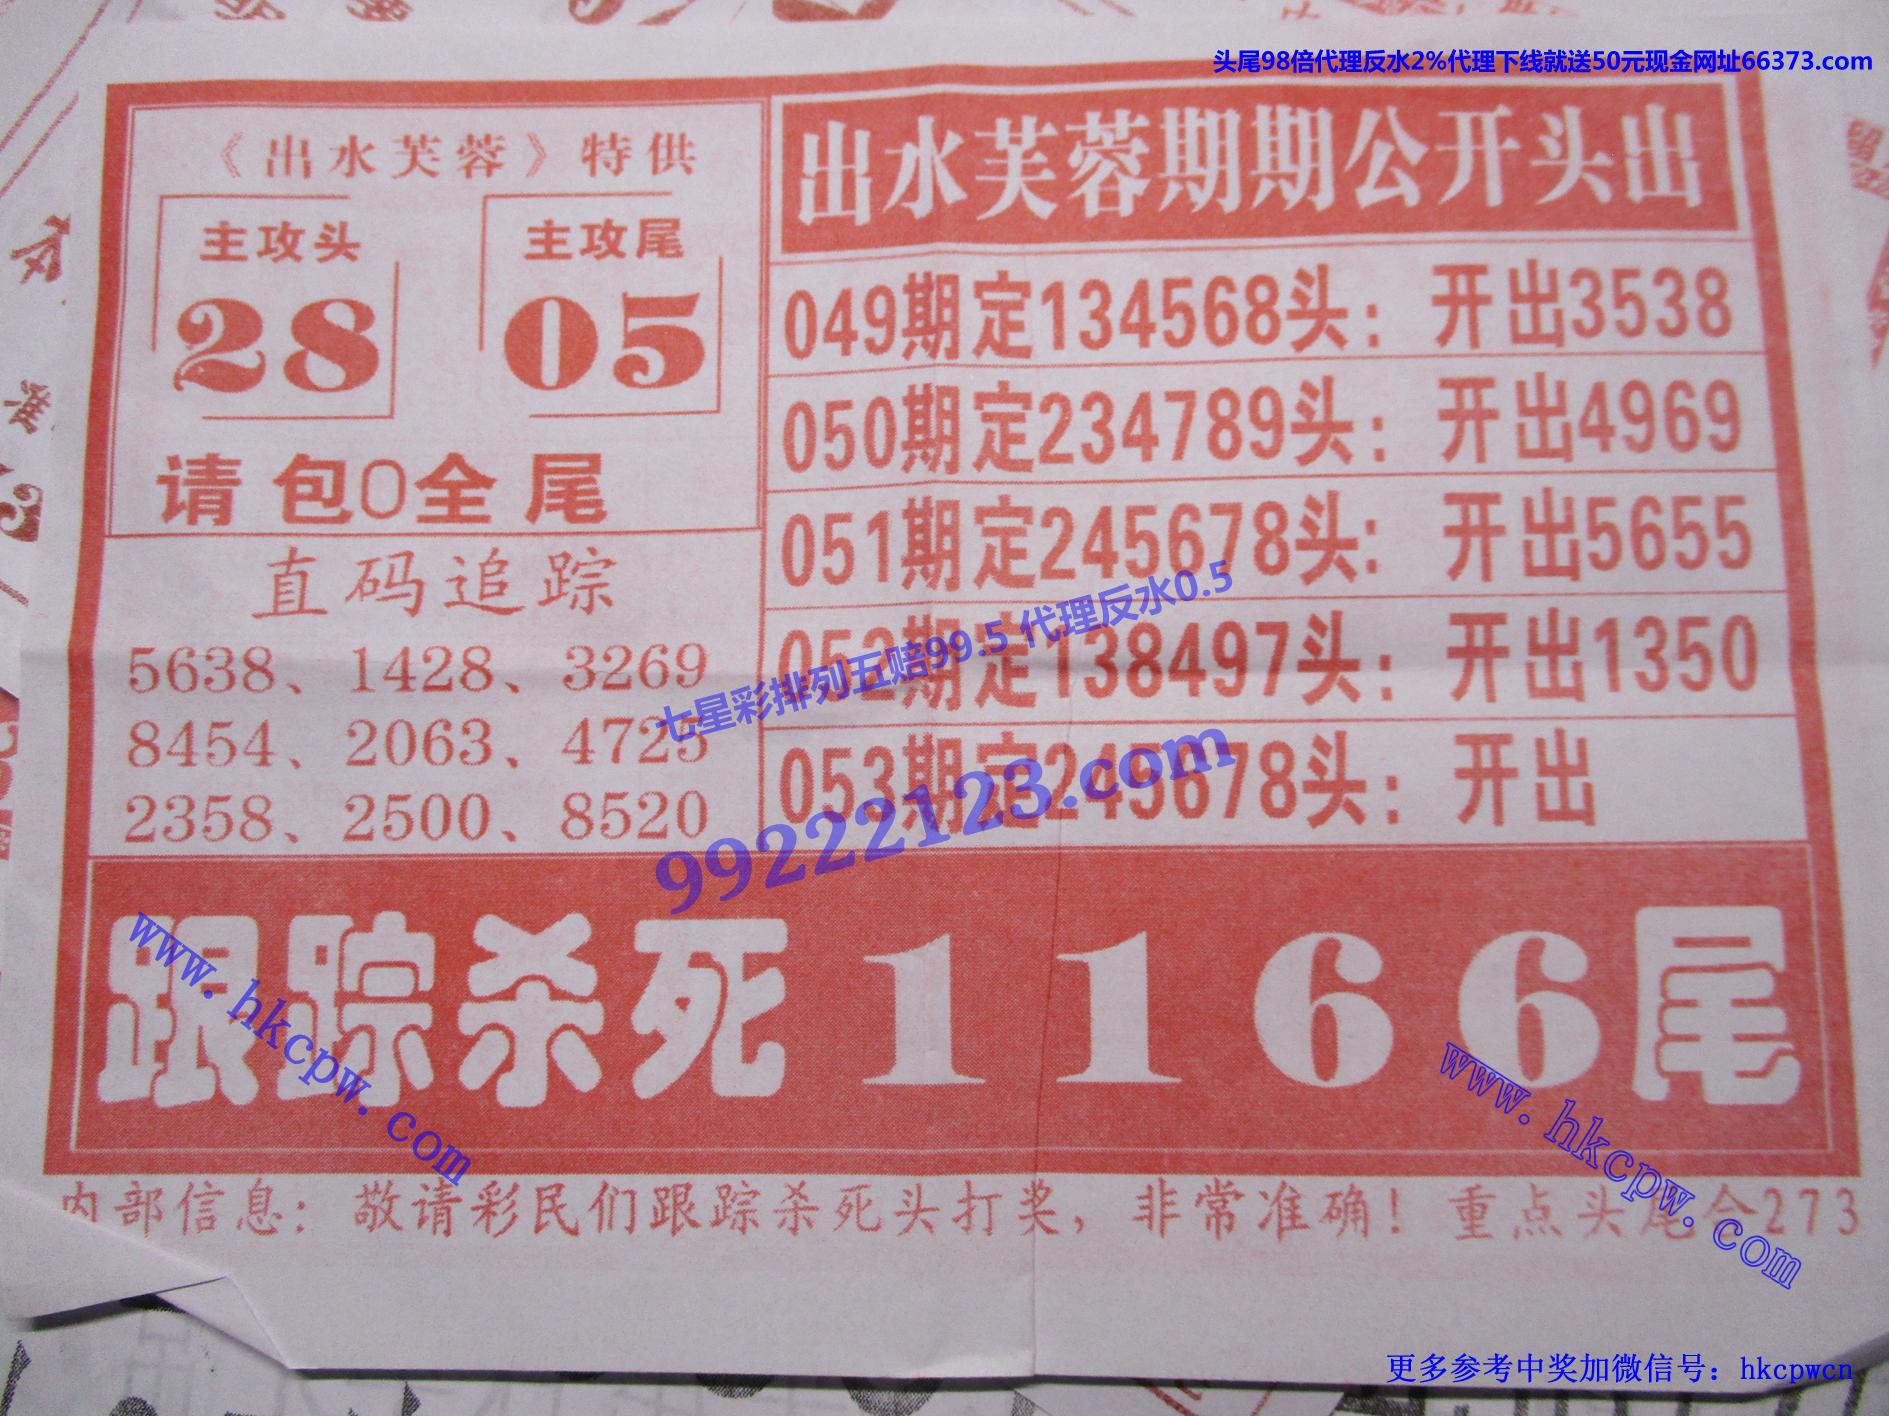 头尾98倍代理反水2%代理下线就送50元现金网址66373.com
《出水芙蓉》特供
主攻头
28
主攻尾
05
请包0全尾
直码追踪
5638、1428、3269
8454、2063、4725
2358、2500、8520
出水芙蓉期期公开头出
049期定134568头：开出3538
050期定234789头：开出4969
051期定245678头：开出5655
052期定138497头：开出1350
053期定245678头：开出
七星彩排列五赔99.5 代理反水0.5
99222123.com
跟踪杀死1166尾
www.hkcpw.com
www.hkcpw.com
内部信息：敬请彩民们跟踪杀死头打奖，非常准确！重点头尾合273
更多参考中奖加微信号：hkcpwcn